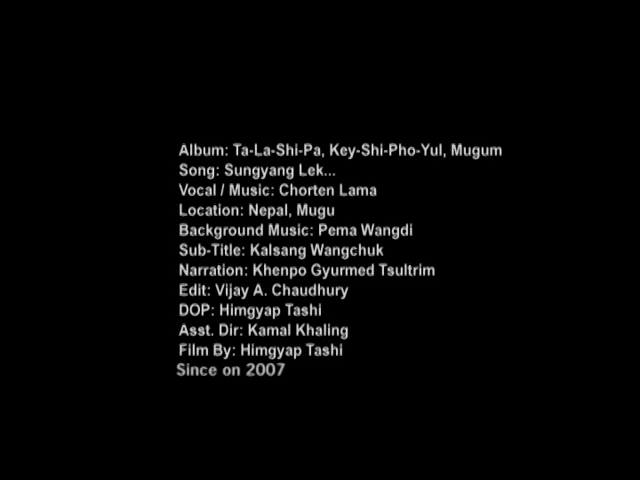 Album: Ta-La-Shi-Pa, Key-Shi-Pho-Yul, Mugum
Song: Sungyang Lek...
Vocal / Music: Chorten Lama
Location: Nepal, Mugu
Background Music: Pema Wangdi
Sub-Title: Kalsang Wangchuk
Narration: Khenpo Gyurmed Tsultrim
Edit: Vijay A. Chaudhury
DOP: Himgyap Tashi
Asst. Dir: Kamal Khaling
Film By: Himgyap Tashi
Since on 2007